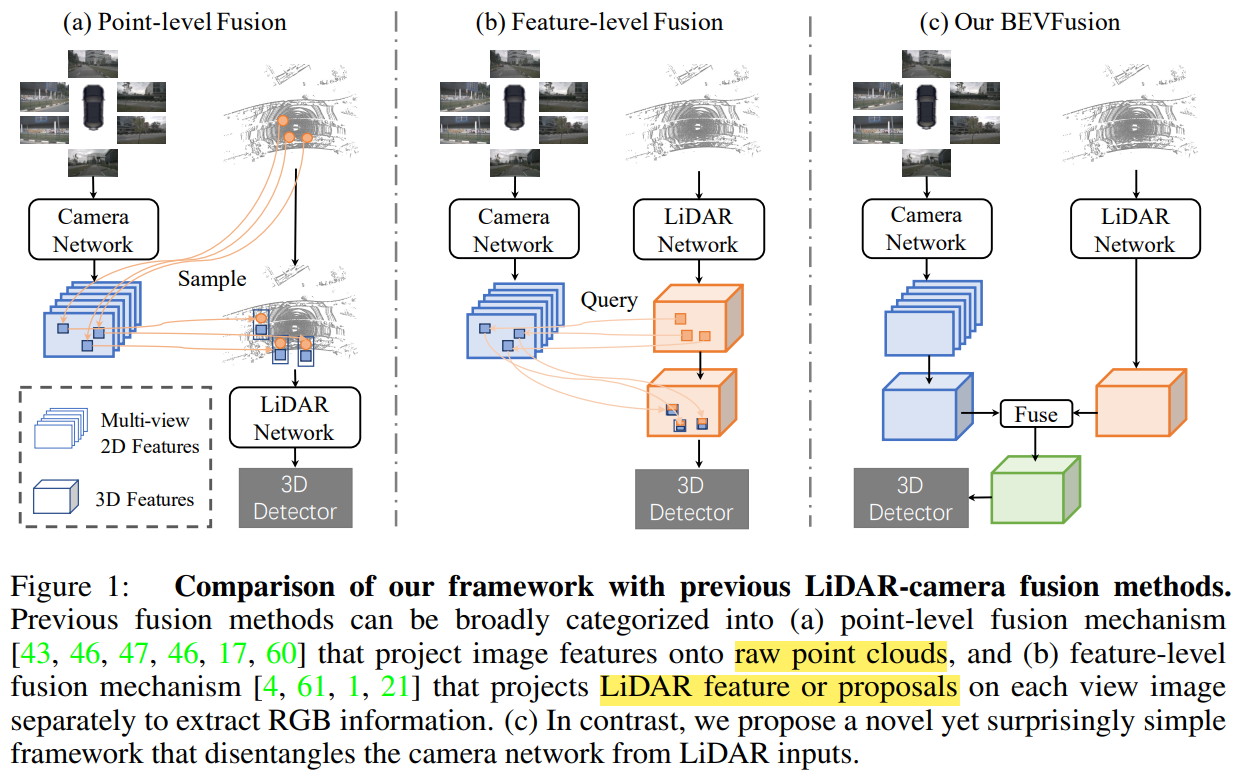 (a) Point-level Fusion
(b) Feature-level Fusion
(c) Our BEVFusion
Camera
Network
Sample
LiDAR
Network
3D
Detector
Multi-view
2D Features
3D Features
Camera
Network
LiDAR
Network
Query
3D
Detector
Camera
Network
LiDAR
Network
Fuse
3D
Detector
Figure 1: Comparison of our framework with previous LiDAR-camera fusion methods.
Previous fusion methods can be broadly categorized into (a) point-level fusion mechanism
[43, 46, 47, 46, 17, 60] that project image features onto raw point clouds, and (b) feature-level
fusion mechanism [4, 61, 1, 21] that projects LiDAR feature or proposals on each view image
separately to extract RGB information. (c) In contrast, we propose a novel yet surprisingly simple
framework that disentangles the camera network from LiDAR inputs.